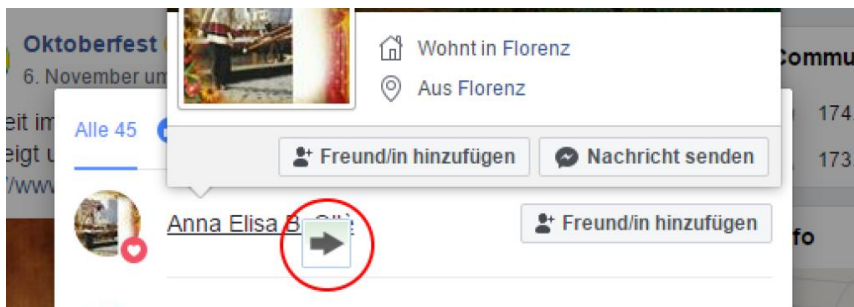 Oktoberfest
6. November um
Wohnt in Florenz
Aus Florenz
Commu
eit im
Alle 45
174
eigt u
Freund/in hinzufügen
Nachricht senden
173
//www
Anna Elisa B
Freund/in hinzufügen
fo